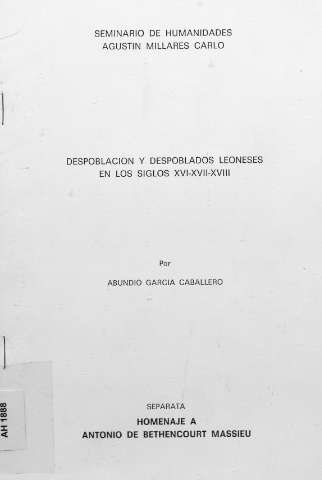 SEMINARIO DE HUMANIDADES
AGUSTIN MILLARES CARLO
DESPOBLACION Y DESPOBLADOS LEONESES
EN LOS SIGLOS XVI-XVII-XVIII
Por
ABUNDIO GARCIA CABALLERO
SEPARATA
HOMENAJE A
ANTONIO DE BETHENCOURT MASSIEU
AH 1888